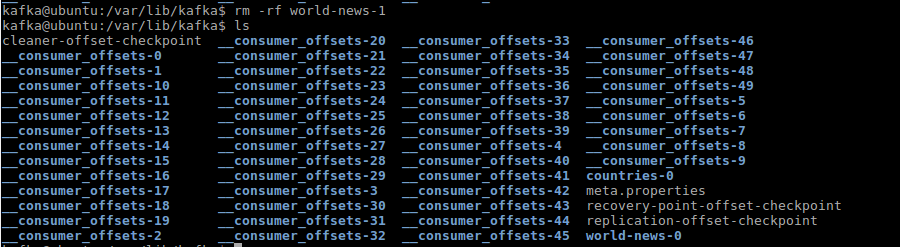 kafka@ubuntu:/var/lib/kafka$ rm -rf world-news-1
kafka@ubuntu:/var/lib/kafka$ ls
cleaner-offset-checkpoint __consumer_offsets-20 __consumer_offsets-33 __consumer_offsets-46
__consumer_offsets-0 __consumer_offsets-21 __consumer_offsets-34 __consumer_offsets-47
__consumer_offsets-1 __consumer_offsets-22 __consumer_offsets-35 __consumer_offsets-48
__consumer_offsets-10 __consumer_offsets-23 __consumer_offsets-36 __consumer_offsets-49
__consumer_offsets-11 __consumer_offsets-24 __consumer_offsets-37 __consumer_offsets-5
__consumer_offsets-12 __consumer_offsets-25 __consumer_offsets-38 __consumer_offsets-6
__consumer_offsets-13 __consumer_offsets-26 __consumer_offsets-39 __consumer_offsets-7
__consumer_offsets-14 __consumer_offsets-27 __consumer_offsets-4 __consumer_offsets-8
__consumer_offsets-15 __consumer_offsets-28 __consumer_offsets-40 __consumer_offsets-9
__consumer_offsets-16 __consumer_offsets-29 __consumer_offsets-41 countries-0
__consumer_offsets-17 __consumer_offsets-3 __consumer_offsets-42 meta.properties
__consumer_offsets-18 __consumer_offsets-30 __consumer_offsets-43 recovery-point-offset-checkpoint
__consumer_offsets-19 __consumer_offsets-31 __consumer_offsets-44 replication-offset-checkpoint
__consumer_offsets-2 __consumer_offsets-32 __consumer_offsets-45 world-news-0